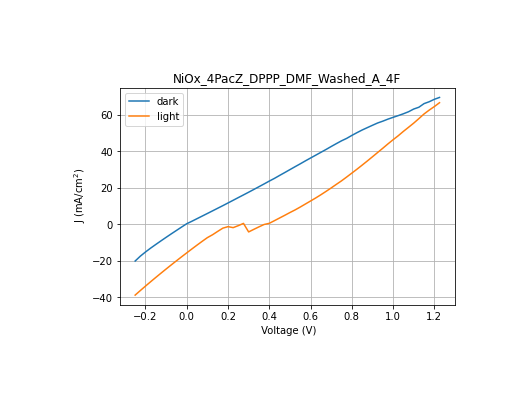 NiOx_4PacZ_DPPP_DMF_Washed_A_4F
dark
light
J (mA/cm²)
60
40
20
0
−20
−40
−0.2 0.0 0.2 0.4 0.6 0.8 1.0 1.2
Voltage (V)